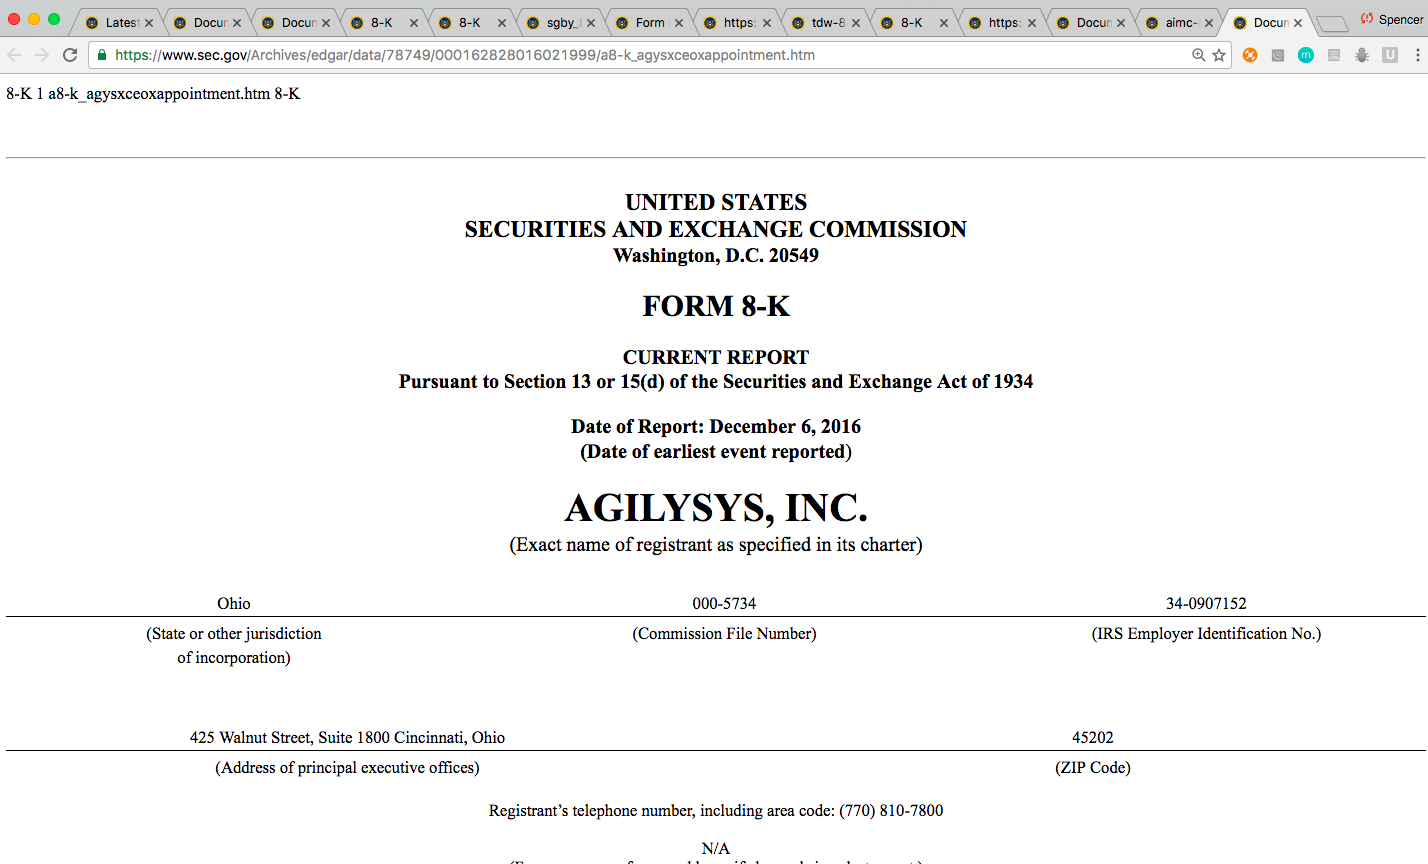 Latest Docun Docun 8-K 8-K sgby_ Form https: tdw-8 8-K https: Docun aimc- Docun Spencer
https://www.sec.gov/Archives/edgar/data/78749/000162828016021999/a8-k_agysxceoxappointment.htm
8-K 1 a8-k_agysxceoxappointment.htm 8-K
UNITED STATES
SECURITIES AND EXCHANGE COMMISSION
Washington, D.C. 20549
FORM 8-K
CURRENT REPORT
Pursuant to Section 13 or 15(d) of the Securities and Exchange Act of 1934
Date of Report: December 6, 2016
(Date of earliest event reported)
AGILYSYS, INC.
(Exact name of registrant as specified in its charter)
Ohio 000-5734 34-0907152
(State or other jurisdiction (Commission File Number) (IRS Employer Identification No.)
of incorporation)
425 Walnut Street, Suite 1800 Cincinnati, Ohio 45202
(Address of principal executive offices) (ZIP Code)
Registrant’s telephone number, including area code: (770) 810-7800
N/A